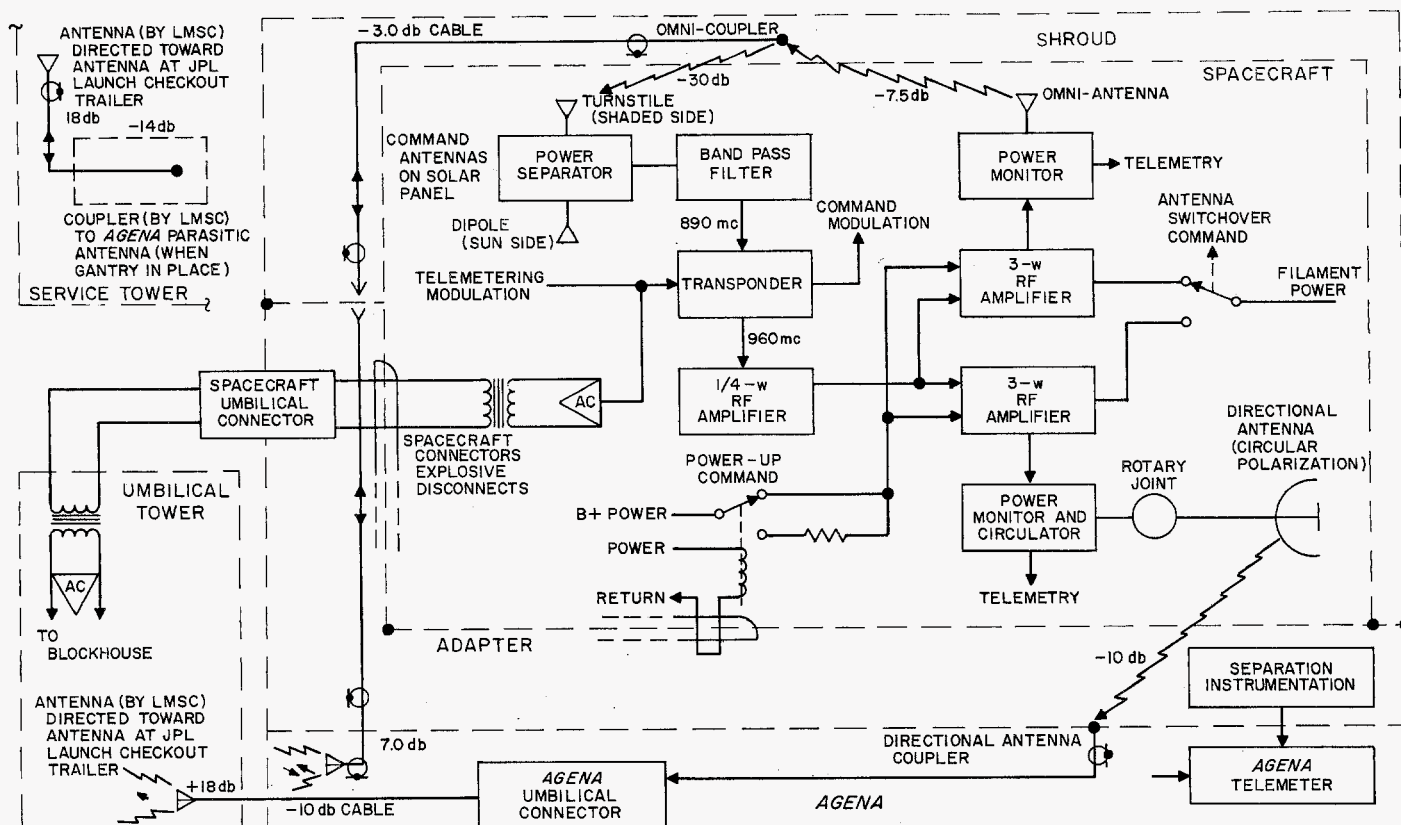 ANTENNA (BY LMSC)
DIRECTED TOWARD
ANTENNA AT JPL
LAUNCH CHECKOUT
TRAILER
18db
-14db
COUPLER (BY LMSC)
TO AGENA PARASITIC
ANTENNA (WHEN
GANTRY IN PLACE)
SERVICE TOWER
-3.0 db CABLE
OMNI-COUPLER
SHROUD
SPACECRAFT
-30 db
-7.5db
OMNI-ANTENNA
TURNSTILE
(SHADED SIDE)
COMMAND
ANTENNAS
ON SOLAR
PANEL
POWER
SEPARATOR
BAND PASS
FILTER
POWER
MONITOR
TELEMETRY
DIPOLE
(SUN SIDE)
890 mc
COMMAND
MODULATION
ANTENNA
SWITCHOVER
COMMAND
TELEMETERING
MODULATION
TRANSPONDER
3-w
RF
AMPLIFIER
FILAMENT
POWER
960mc
SPACECRAFT
UMBILICAL
CONNECTOR
AC
1/4-w
RF
AMPLIFIER
3-w
RF
AMPLIFIER
DIRECTIONAL
ANTENNA
(CIRCULAR
POLARIZATION)
SPACECRAFT
CONNECTORS
EXPLOSIVE
DISCONNECTS
POWER-UP
COMMAND
ROTARY
JOINT
UMBILICAL
TOWER
B+ POWER
POWER
MONITOR AND
CIRCULATOR
POWER
AC
RETURN
TELEMETRY
TO
BLOCKHOUSE
ADAPTER
-10 db
SEPARATION
INSTRUMENTATION
ANTENNA (BY LMSC)
DIRECTED TOWARD
ANTENNA AT JPL
LAUNCH CHECKOUT
TRAILER
7.0 db
DIRECTIONAL ANTENNA
COUPLER
+18db
-10 db CABLE
AGENA
UMBILICAL
CONNECTOR
AGENA
AGENA
TELEMETER